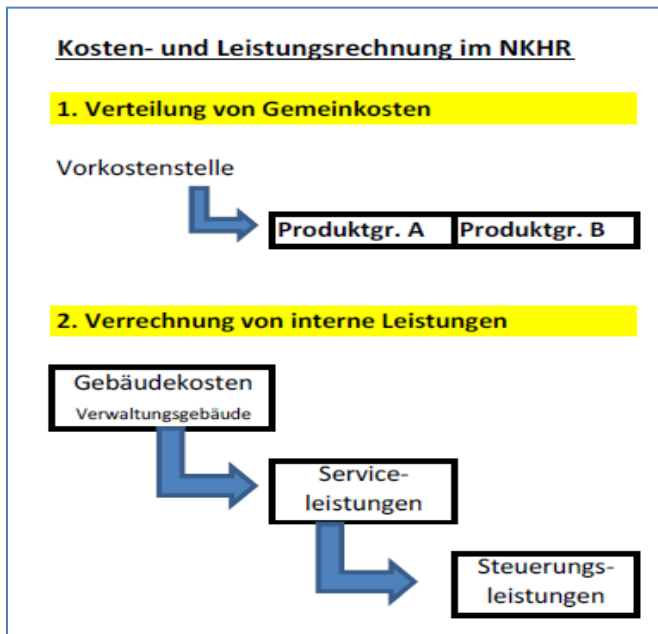 Kosten- und Leistungsrechnung im NKHR
1. Verteilung von Gemeinkosten
Vorkostenstelle
Produktgr. A Produktgr. B
2. Verrechnung von interne Leistungen
Gebäudekosten
Verwaltungsgebäude
Service-
leistungen
Steuerungs-
leistungen